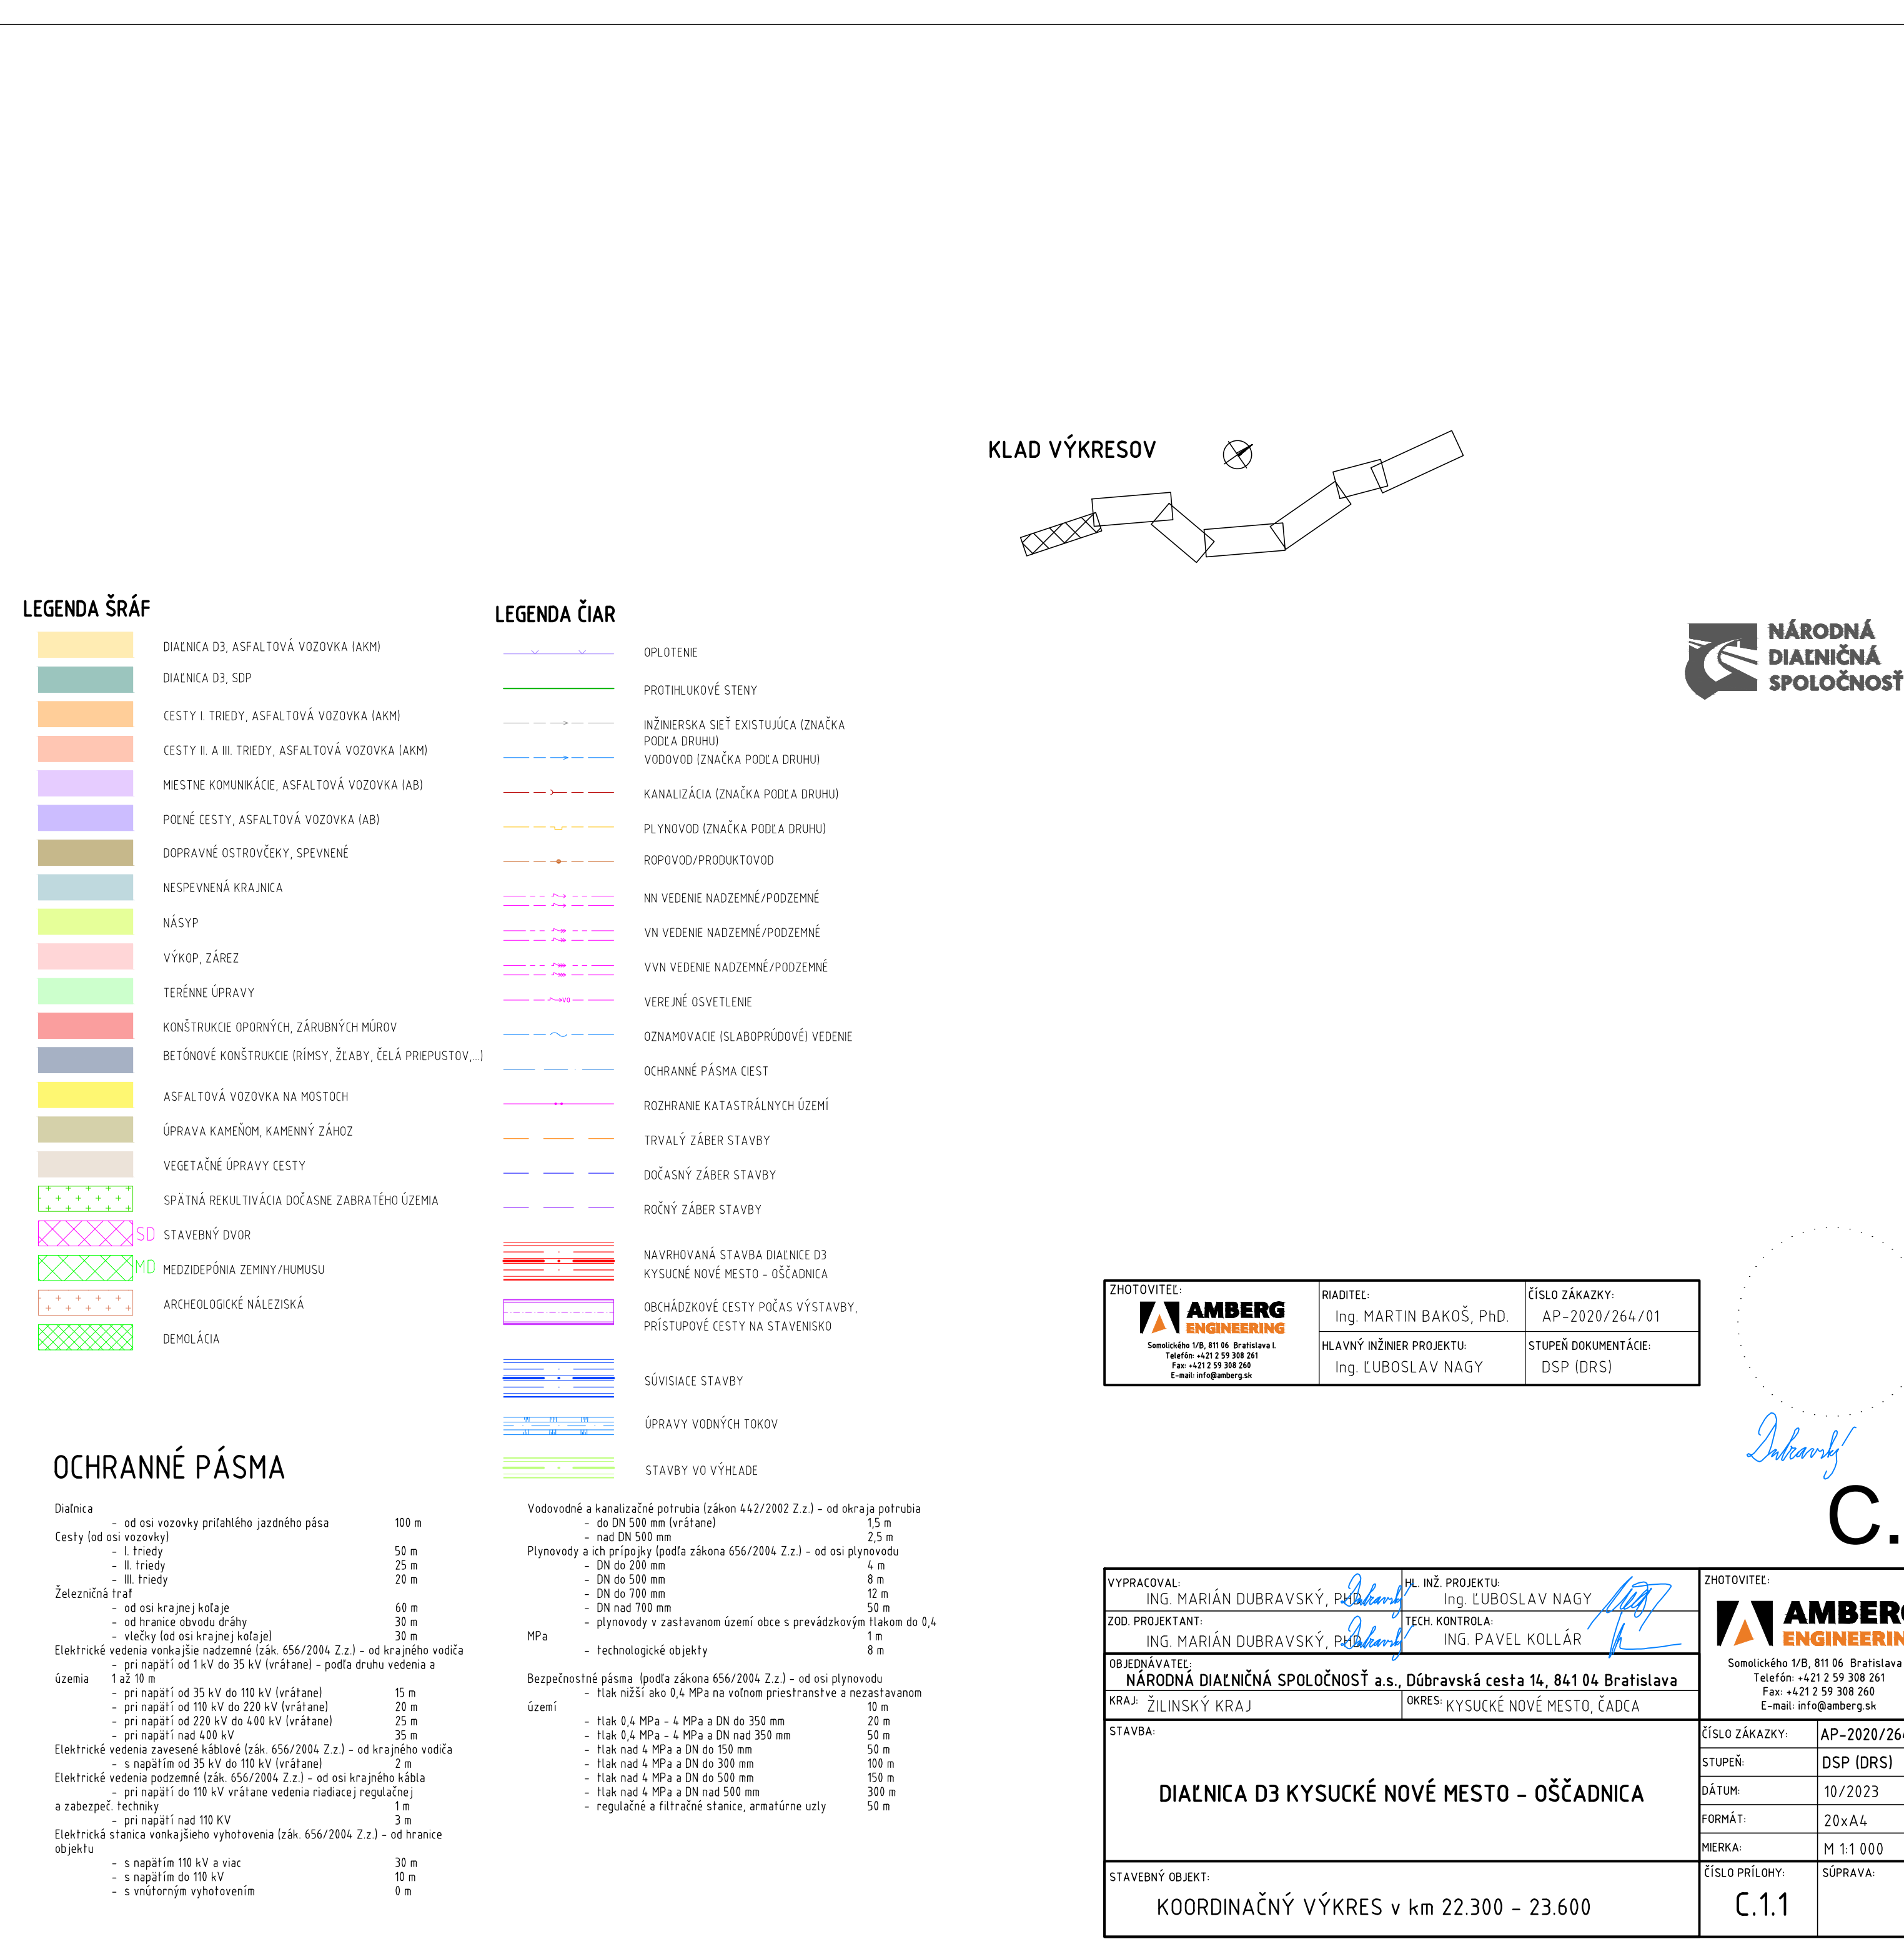 KLAD VÝKRESOV
LEGENDA ŠRÁF
DIAĽNICA D3, ASFALTOVÁ VOZOVKA (AKM)
DIAĽNICA D3, SDP
CESTY I. TRIEDY, ASFALTOVÁ VOZOVKA (AKM)
CESTY II. A III. TRIEDY, ASFALTOVÁ VOZOVKA (AKM)
MIESTNE KOMUNIKÁCIE, ASFALTOVÁ VOZOVKA (AB)
POĽNÉ CESTY, ASFALTOVÁ VOZOVKA (AB)
DOPRAVNÉ OSTROVČEKY, SPEVNENÉ
NESPEVNENÁ KRAJNICA
NÁSYP
VÝKOP, ZÁREZ
TERÉNNE ÚPRAVY
KONŠTRUKCIE OPORNÝCH, ZÁRUBNÝCH MÚROV
BETÓNOVÉ KONŠTRUKCIE (RÍMSY, ŽĽABY, ČELÁ PRIEPUSTOV,...)
ASFALTOVÁ VOZOVKA NA MOSTOCH
ÚPRAVA KAMEŇOM, KAMENNÝ ZÁHOZ
VEGETAČNÉ ÚPRAVY CESTY
SPÄTNÁ REKULTIVÁCIA DOČASNE ZABRATÉHO ÚZEMIA
SD STAVEBNÝ DVOR
MD MEDZIDEPÓNIA ZEMINY/HUMUSU
ARCHEOLOGICKÉ NÁLEZISKÁ
DEMOLÁCIA
LEGENDA ČIAR
OPLOTENIE
PROTIHLUKOVÉ STENY
INŽINIERSKA SIEŤ EXISTUJÚCA (ZNAČKA
PODĽA DRUHU)
VODOVOD (ZNAČKA PODĽA DRUHU)
KANALIZÁCIA (ZNAČKA PODĽA DRUHU)
PLYNOVOD (ZNAČKA PODĽA DRUHU)
ROPOVOD/PRODUKTOVOD
NN VEDENIE NADZEMNÉ/PODZEMNÉ
VN VEDENIE NADZEMNÉ/PODZEMNÉ
VVN VEDENIE NADZEMNÉ/PODZEMNÉ
VO VEREJNÉ OSVETLENIE
OZNAMOVACIE (SLABOPRÚDOVÉ) VEDENIE
OCHRANNÉ PÁSMA CIEST
ROZHRANIE KATASTRÁLNYCH ÚZEMÍ
TRVALÝ ZÁBER STAVBY
DOČASNÝ ZÁBER STAVBY
ROČNÝ ZÁBER STAVBY
NAVRHOVANÁ STAVBA DIAĽNICE D3
KYSUCNÉ NOVÉ MESTO - OŠČADNICA
OBCHÁDZKOVÉ CESTY POČAS VÝSTAVBY,
PRÍSTUPOVÉ CESTY NA STAVENISKO
SÚVISIACE STAVBY
ÚPRAVY VODNÝCH TOKOV
STAVBY VO VÝHĽADE
OCHRANNÉ PÁSMA
Diaľnica
- od osi vozovky priľahlého jazdného pása 100 m
Cesty (od osi vozovky)
- I. triedy 50 m
- II. triedy 25 m
- III. triedy 20 m
Železničná trať
- od osi krajnej koľaje 60 m
- od hranice obvodu dráhy 30 m
- vlečky (od osi krajnej koľaje) 30 m
Elektrické vedenia vonkajšie nadzemné (zák. 656/2004 Z.z.) - od krajného vodiča
- pri napätí od 1 kV do 35 kV (vrátane) - podľa druhu vedenia a
územia 1 až 10 m
- pri napätí od 35 kV do 110 kV (vrátane) 15 m
- pri napätí od 110 kV do 220 kV (vrátane) 20 m
- pri napätí od 220 kV do 400 kV (vrátane) 25 m
- pri napätí nad 400 kV 35 m
Elektrické vedenia zavesené káblové (zák. 656/2004 Z.z.) - od krajného vodiča
- s napätím od 35 kV do 110 kV (vrátane) 2 m
Elektrické vedenia podzemné (zák. 656/2004 Z.z.) - od osi krajného kábla
- pri napätí do 110 kV vrátane vedenia riadiacej regulačnej
a zabezpeč. techniky 1 m
- pri napätí nad 110 KV 3 m
Elektrická stanica vonkajšieho vyhotovenia (zák. 656/2004 Z.z.) - od hranice
objektu
- s napätím 110 kV a viac 30 m
- s napätím do 110 kV 10 m
- s vnútorným vyhotovením 0 m
Vodovodné a kanalizačné potrubia (zákon 442/2002 Z.z.) - od okraja potrubia
- do DN 500 mm (vrátane) 1,5 m
- nad DN 500 mm 2,5 m
Plynovody a ich prípojky (podľa zákona 656/2004 Z.z.) - od osi plynovodu
- DN do 200 mm 4 m
- DN do 500 mm 8 m
- DN do 700 mm 12 m
- DN nad 700 mm 50 m
- plynovody v zastavanom území obce s prevádzkovým tlakom do 0,4
MPa 1 m
- technologické objekty 8 m
Bezpečnostné pásma (podľa zákona 656/2004 Z.z.) - od osi plynovodu
- tlak nižší ako 0,4 MPa na voľnom priestranstve a nezastavanom
území 10 m
- tlak 0,4 MPa - 4 MPa a DN do 350 mm 20 m
- tlak 0,4 MPa - 4 MPa a DN nad 350 mm 50 m
- tlak nad 4 MPa a DN do 150 mm 50 m
- tlak nad 4 MPa a DN do 300 mm 100 m
- tlak nad 4 MPa a DN do 500 mm 150 m
- tlak nad 4 MPa a DN nad 500 mm 300 m
- regulačné a filtračné stanice, armatúrne uzly 50 m
NÁRODNÁ
DIAĽNIČNÁ
SPOLOČNOSŤ
ZHOTOVITEĽ:
AMBERG
ENGINEERING
Somolického 1/B, 811 06 Bratislava I.
Telefón: +421 2 59 308 261
Fax: +421 2 59 308 260
E-mail: info@amberg.sk
RIADITEĽ:
Ing. MARTIN BAKOŠ, PhD.
ČÍSLO ZÁKAZKY:
AP-2020/264/01
HLAVNÝ INŽINIER PROJEKTU:
Ing. ĽUBOSLAV NAGY
STUPEŇ DOKUMENTÁCIE:
DSP (DRS)
Dubravský
C.
VYPRACOVAL:
ING. MARIÁN DUBRAVSKÝ, PHD.
Dubravský
HL. INŽ. PROJEKTU:
Ing. ĽUBOSLAV NAGY
ZOD. PROJEKTANT:
ING. MARIÁN DUBRAVSKÝ, PHD.
Dubravský
TECH. KONTROLA:
ING. PAVEL KOLLÁR
OBJEDNÁVATEĽ:
NÁRODNÁ DIAĽNIČNÁ SPOLOČNOSŤ a.s., Dúbravská cesta 14, 841 04 Bratislava
KRAJ: ŽILINSKÝ KRAJ
OKRES: KYSUCKÉ NOVÉ MESTO, ČADCA
STAVBA:
DIAĽNICA D3 KYSUCKÉ NOVÉ MESTO - OŠČADNICA
STAVEBNÝ OBJEKT:
KOORDINAČNÝ VÝKRES v km 22.300 - 23.600
ZHOTOVITEĽ:
AMBERG
ENGINEERIN
Somolického 1/B, 811 06 Bratislava
Telefón: +421 2 59 308 261
Fax: +421 2 59 308 260
E-mail: info@amberg.sk
ČÍSLO ZÁKAZKY: AP-2020/264
STUPEŇ: DSP (DRS)
DÁTUM: 10/2023
FORMÁT: 20xA4
MIERKA: M 1:1 000
ČÍSLO PRÍLOHY:
C.1.1
SÚPRAVA: